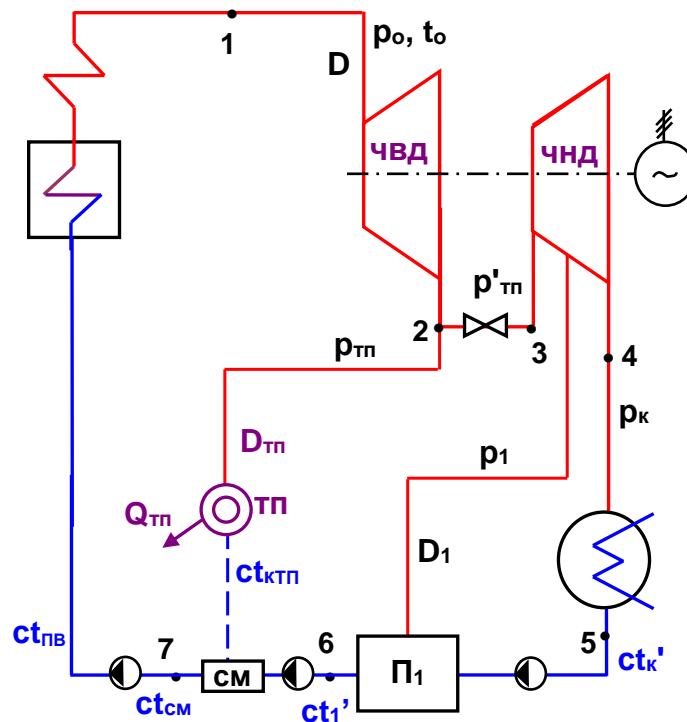 1
pо, tо
D
чвд
чнд
~
p'тп
2
3
4
pтп
pк
p1
Dтп
тп
Qтп
D1
ctктп
ctпв
7
см
6
П1
5
ctк'
ctсм
ct1’